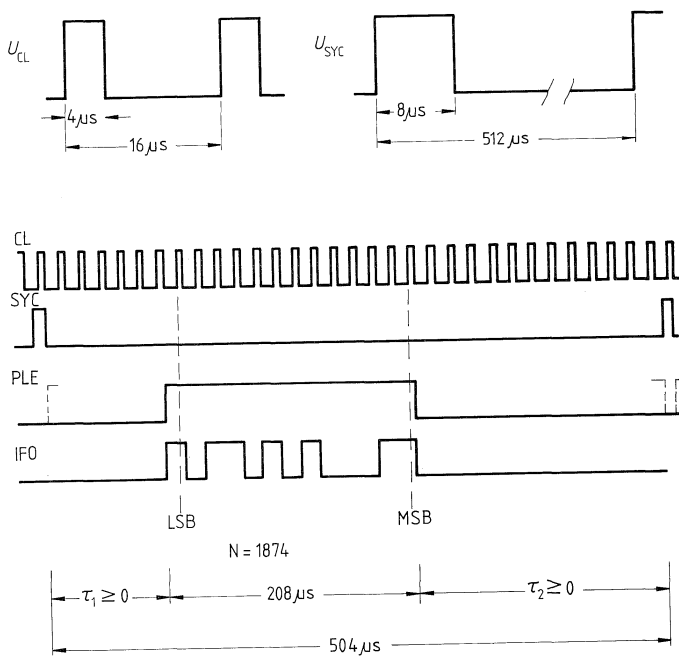 U_CL
U_SYC
4µs
8µs
16µs
512µs
CL
SYC
PLE
IFO
LSB
MSB
N = 1874
τ₁ ≥ 0
208µs
τ₂ ≥ 0
504µs